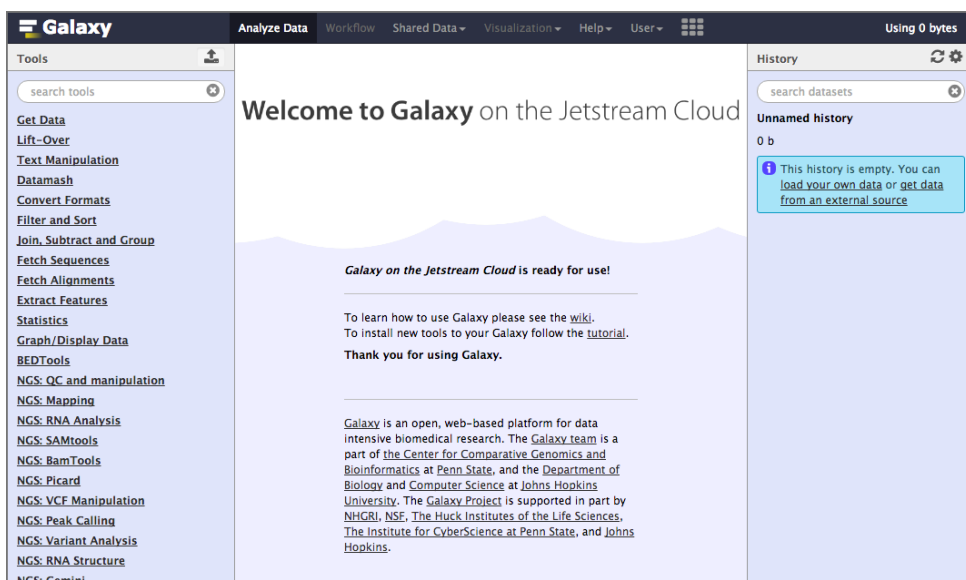 Galaxy
Analyze Data Workflow Shared Data Visualization Help User Using 0 bytes
Tools
search tools
Get Data
Lift-Over
Text Manipulation
Datamash
Convert Formats
Filter and Sort
Join, Subtract and Group
Fetch Sequences
Fetch Alignments
Extract Features
Statistics
Graph/Display Data
BEDTools
NGS: QC and manipulation
NGS: Mapping
NGS: RNA Analysis
NGS: SAMtools
NGS: BamTools
NGS: Picard
NGS: VCF Manipulation
NGS: Peak Calling
NGS: Variant Analysis
NGS: RNA Structure
NGS: Gemini
Welcome to Galaxy on the Jetstream Cloud
Galaxy on the Jetstream Cloud is ready for use!
To learn how to use Galaxy please see the wiki.
To install new tools to your Galaxy follow the tutorial.
Thank you for using Galaxy.
Galaxy is an open, web-based platform for data
intensive biomedical research. The Galaxy team is a
part of the Center for Comparative Genomics and
Bioinformatics at Penn State, and the Department of
Biology and Computer Science at Johns Hopkins
University. The Galaxy Project is supported in part by
NHGRI, NSF, The Huck Institutes of the Life Sciences,
The Institute for CyberScience at Penn State, and Johns
Hopkins.
History
search datasets
Unnamed history
0 b
This history is empty. You can
load your own data or get data
from an external source